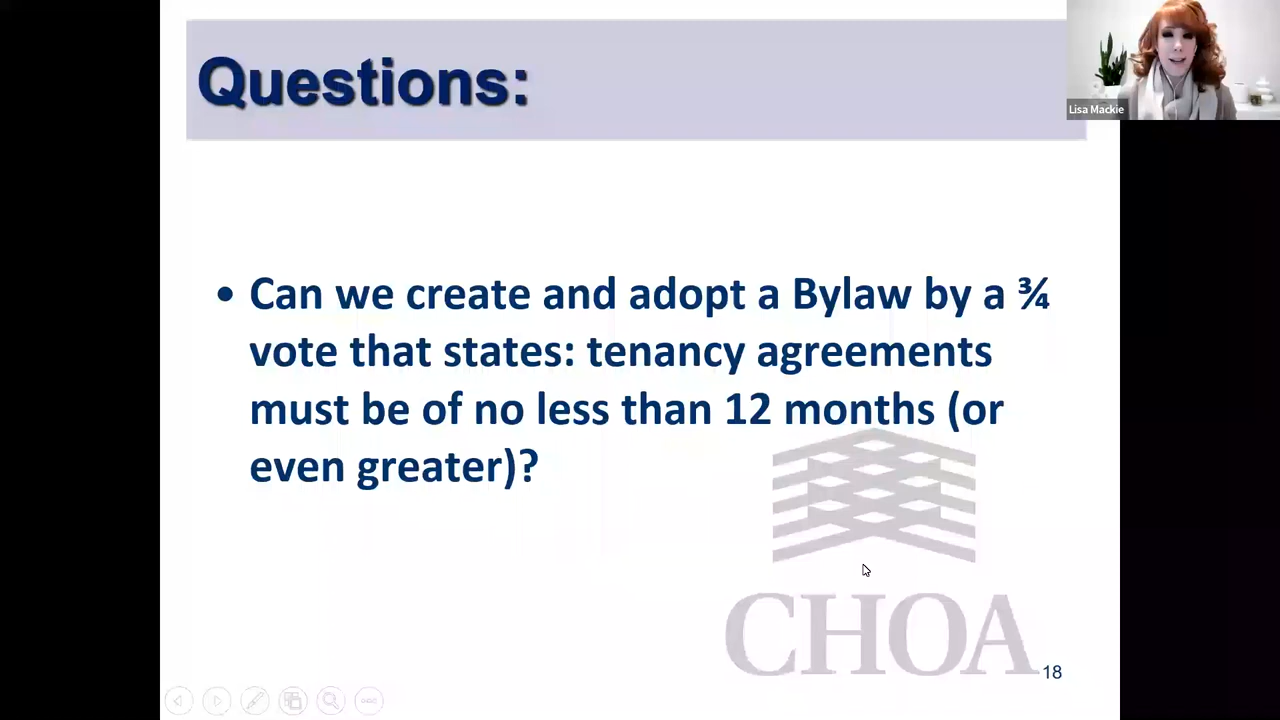 Questions:
Lisa Mackie
• Can we create and adopt a Bylaw by a ¾
vote that states: tenancy agreements
must be of no less than 12 months (or
even greater)?
CHOA
18